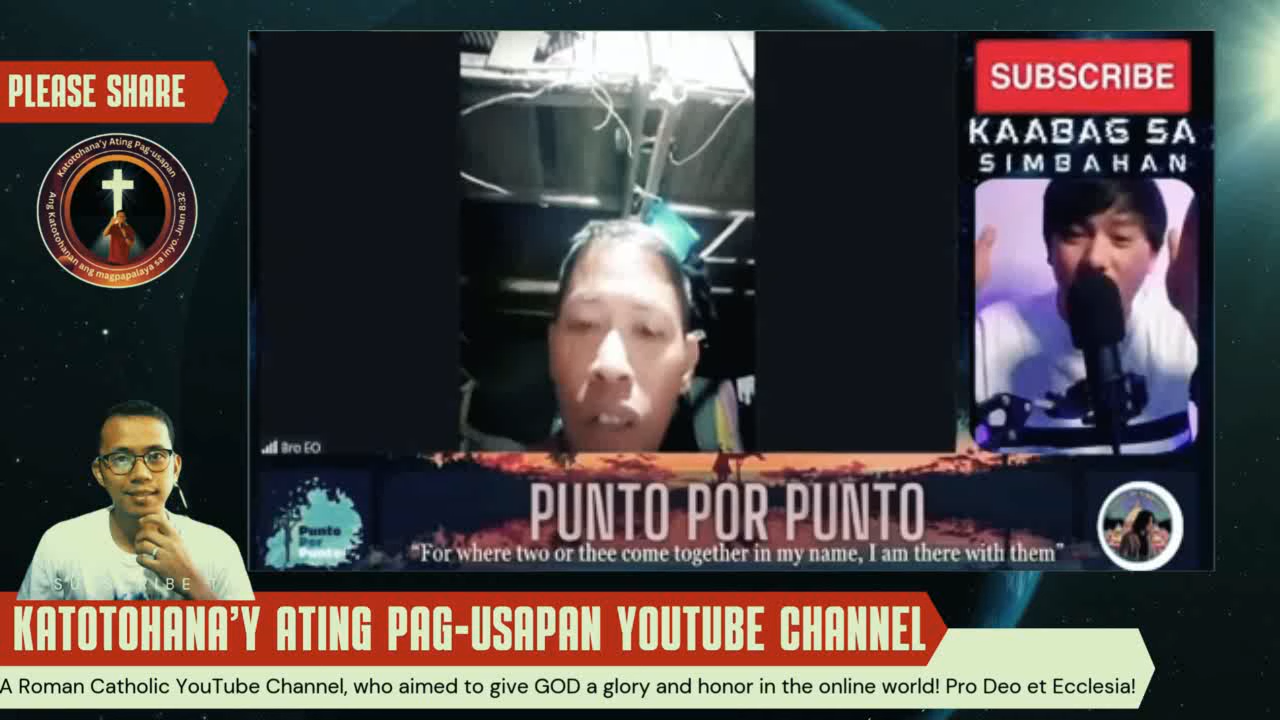 PLEASE SHARE
Katotohana'y Ating Pag-usapan
Ang Katotohanan ang magpapalaya sa inyo. Juan 8:32
SUBSCRIBE
KAABAG SA
SIMBAHAN
Bro EO
Punto
Por
Punto
PUNTO POR PUNTO
"For where two or thee come together in my name, I am there with them"
SUBSCRIBE T
KATOTOHANA'Y ATING PAG-USAPAN YOUTUBE CHANNEL
A Roman Catholic YouTube Channel, who aimed to give GOD a glory and honor in the online world! Pro Deo et Ecclesia!